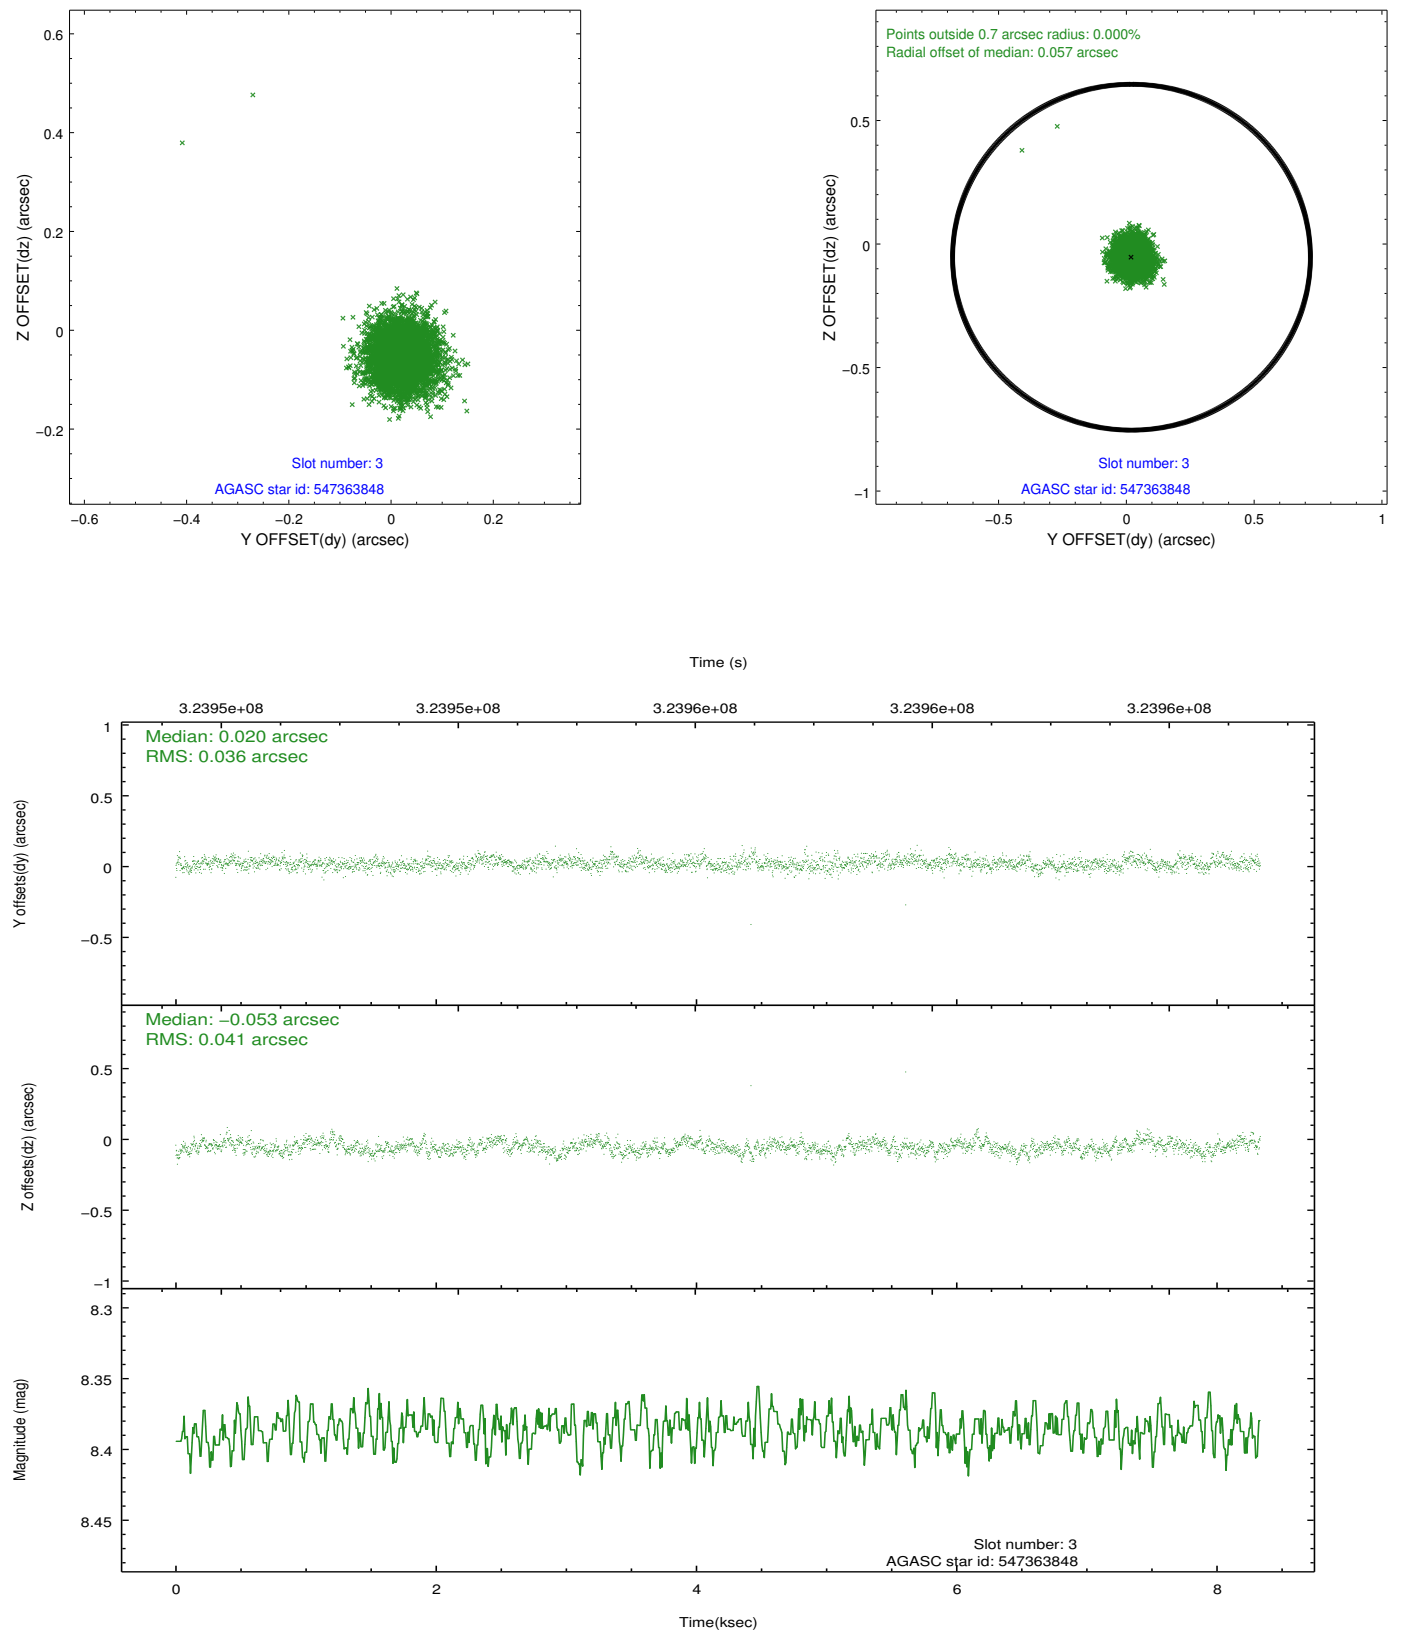 0.6
0.4
0.2
0
−0.2
−0.6
−0.4
−0.2
0
0.2
Z OFFSET(dz) (arcsec)
Y OFFSET(dy) (arcsec)
Slot number: 3
AGASC star id: 547363848
Points outside 0.7 arcsec radius: 0.000%
Radial offset of median: 0.057 arcsec
0.5
0
−0.5
−1
−0.5
0
0.5
1
Z OFFSET(dz) (arcsec)
Y OFFSET(dy) (arcsec)
Slot number: 3
AGASC star id: 547363848
Time (s)
3.2395e+08
3.2395e+08
3.2396e+08
3.2396e+08
3.2396e+08
Median: 0.020 arcsec
RMS: 0.036 arcsec
1
0.5
0
−0.5
Y offsets(dy) (arcsec)
Median: −0.053 arcsec
RMS: 0.041 arcsec
0.5
0
−0.5
−1
Z offsets(dz) (arcsec)
8.3
8.35
8.4
8.45
Magnitude (mag)
Slot number: 3
AGASC star id: 547363848
0
2
4
6
8
Time(ksec)